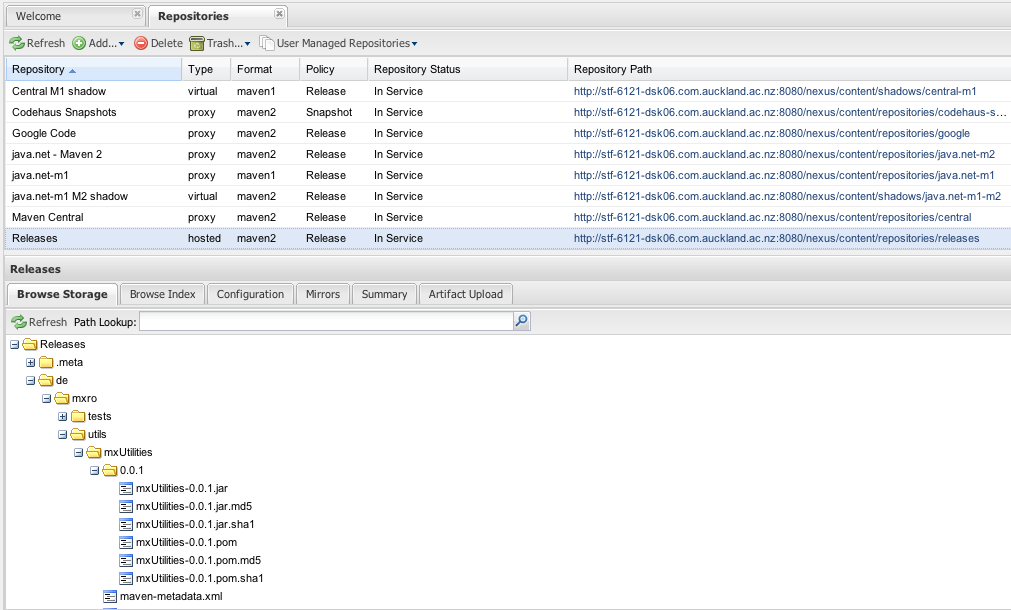 Welcome Repositories
Refresh Add... Delete Trash... User Managed Repositories
Repository Type Format Policy Repository Status Repository Path
Central M1 shadow virtual maven1 Release In Service http://stf-6121-dsk06.com.auckland.ac.nz:8080/nexus/content/shadows/central-m1
Codehaus Snapshots proxy maven2 Snapshot In Service http://stf-6121-dsk06.com.auckland.ac.nz:8080/nexus/content/repositories/codehaus-s...
Google Code proxy maven2 Release In Service http://stf-6121-dsk06.com.auckland.ac.nz:8080/nexus/content/repositories/google
java.net - Maven 2 proxy maven2 Release In Service http://stf-6121-dsk06.com.auckland.ac.nz:8080/nexus/content/repositories/java.net-m2
java.net-m1 proxy maven1 Release In Service http://stf-6121-dsk06.com.auckland.ac.nz:8080/nexus/content/repositories/java.net-m1
java.net-m1 M2 shadow virtual maven2 Release In Service http://stf-6121-dsk06.com.auckland.ac.nz:8080/nexus/content/shadows/java.net-m1-m2
Maven Central proxy maven2 Release In Service http://stf-6121-dsk06.com.auckland.ac.nz:8080/nexus/content/repositories/central
Releases hosted maven2 Release In Service http://stf-6121-dsk06.com.auckland.ac.nz:8080/nexus/content/repositories/releases
Releases
Browse Storage Browse Index Configuration Mirrors Summary Artifact Upload
Refresh Path Lookup:
Releases
.meta
de
mxro
tests
utils
mxUtilities
0.0.1
mxUtilities-0.0.1.jar
mxUtilities-0.0.1.jar.md5
mxUtilities-0.0.1.jar.sha1
mxUtilities-0.0.1.pom
mxUtilities-0.0.1.pom.md5
mxUtilities-0.0.1.pom.sha1
maven-metadata.xml